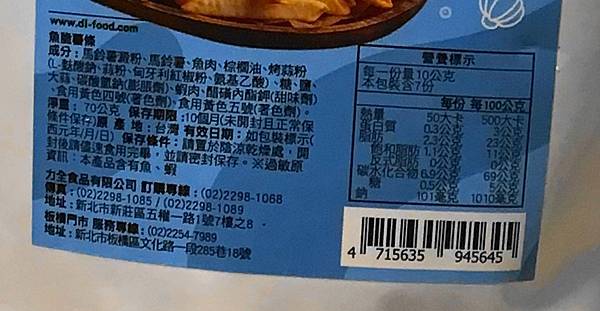 www.dl-food.com
魚脆薯條
成分：馬鈴薯澱粉、馬鈴薯、魚肉、棕櫚油、烤蒜粉
(L-麩酸鈉、蒜粉、匈牙利紅椒粉、氨基乙酸)、糖、鹽、
大蒜、碳酸氫鈉(膨脹劑)、蝦肉、醋磺內酯鉀(甜味劑)
、食用黃色四號(著色劑)、食用黃色五號(著色劑)。
淨重：70公克 保存期限：10個月(未開封且正常保
條件保存)原 產 地：台灣 有效日期：如包裝標示(
西元年/月/日) 保存條件：請置於陰涼乾燥處，開
封後請儘速食用完畢，並請密封保存。※過敏原
資訊：本產品含有魚、蝦
力全食品有限公司 訂購專線：(02)2298-1068
傳真：(02)2298-1085 / (02)2298-1089
地址：新北市新莊區五權一路1號7樓之8
板橋門市 服務專線：(02)2254-7989
地址：新北市板橋區文化路一段285巷18號
營養標示
每一份量10公克
本包裝含7份
每份 每100公克
熱量 50大卡 500大卡
蛋白質 0.3公克 3公克
脂肪 2.1公克 23公克
飽和脂肪
反式脂肪
碳水化合物 6.9公克 69公克
糖 0.5公克 5公克
鈉 101毫克 1010毫克
4 715635 945645